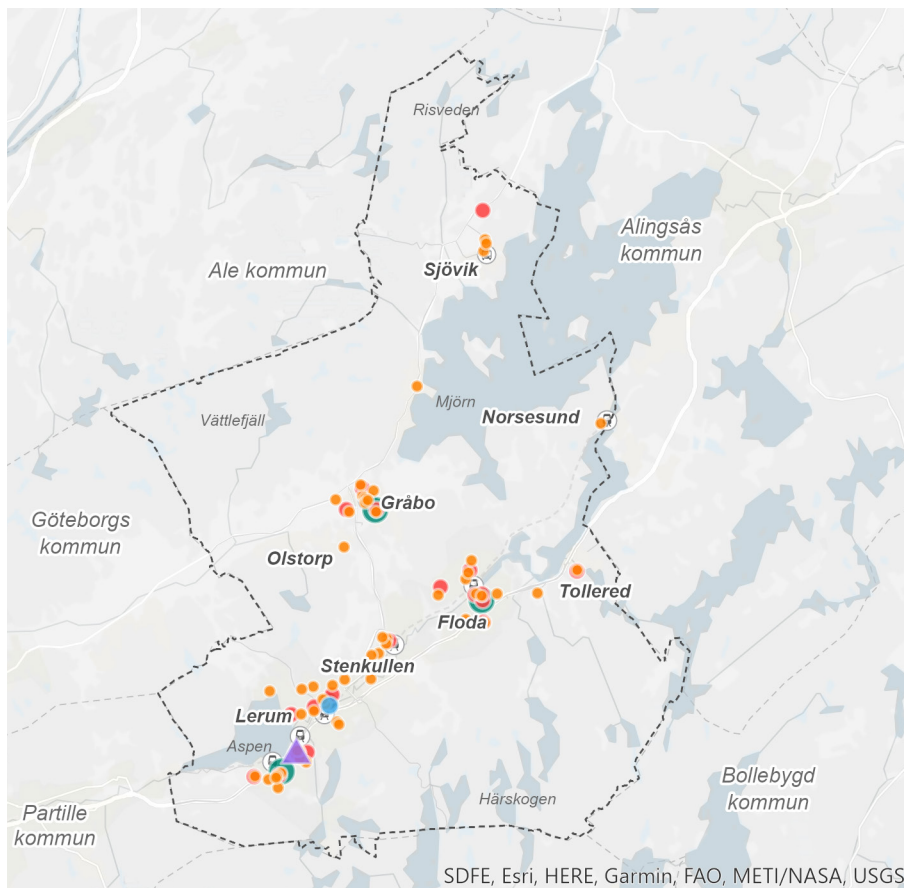 Risveden
Alingsås
kommun
Ale kommun
Sjövik
Mjörn
Vättlefjäll
Norsesund
Gråbo
Göteborgs
kommun
Olstorp
Tollered
Floda
Stenkullen
Lerum
Aspen
Bollebygd
kommun
Härskogen
Partille
kommun
SDFE, Esri, HERE, Garmin, FAO, METI/NASA, USGS